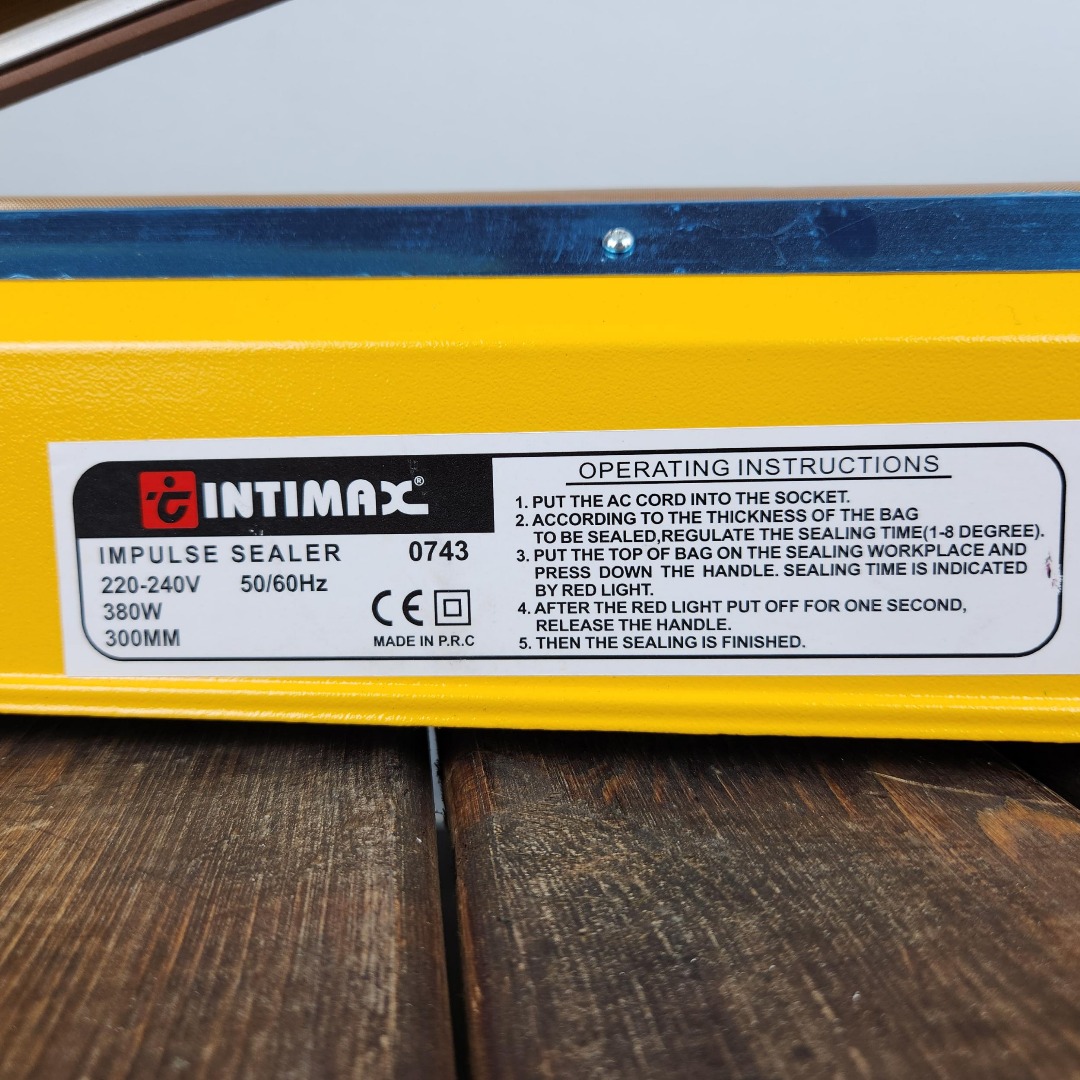 INTIMAX®
IMPULSE SEALER 0743
220-240V 50/60Hz
380W
300MM
CE
MADE IN P.R.C
OPERATING INSTRUCTIONS
1. PUT THE AC CORD INTO THE SOCKET.
2. ACCORDING TO THE THICKNESS OF THE BAG
TO BE SEALED,REGULATE THE SEALING TIME(1-8 DEGREE).
3. PUT THE TOP OF BAG ON THE SEALING WORKPLACE AND
PRESS DOWN THE HANDLE. SEALING TIME IS INDICATED
BY RED LIGHT.
4. AFTER THE RED LIGHT PUT OFF FOR ONE SECOND,
RELEASE THE HANDLE.
5. THEN THE SEALING IS FINISHED.